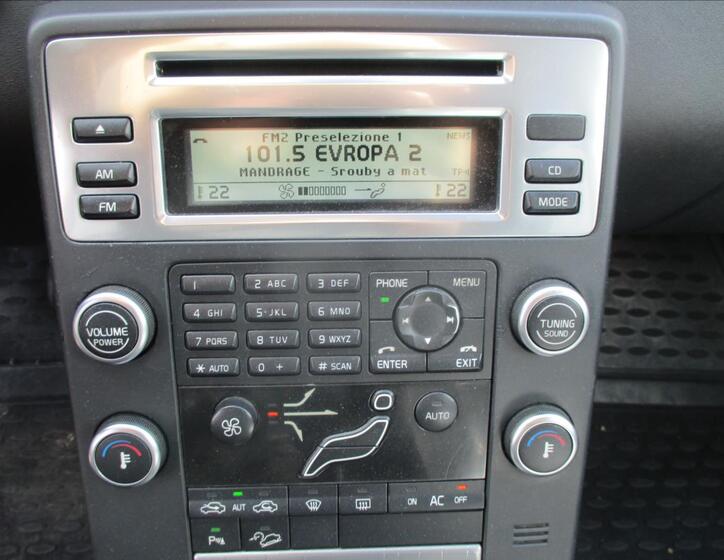 FM2 Preselezione 1 NEWS
101.5 EVROPA 2
MANDRAGE - Srouby a mat TP
22 22
AM
FM
CD
MODE
VOLUME
POWER
1 2 ABC 3 DEF
4 GHI 5 JKL 6 MNO
7 PQRS 8 TUV 9 WXYZ
* AUTO 0 + # SCAN
PHONE MENU
ENTER EXIT
TUNING
SOUND
AUTO
AUT
ON AC OFF
P